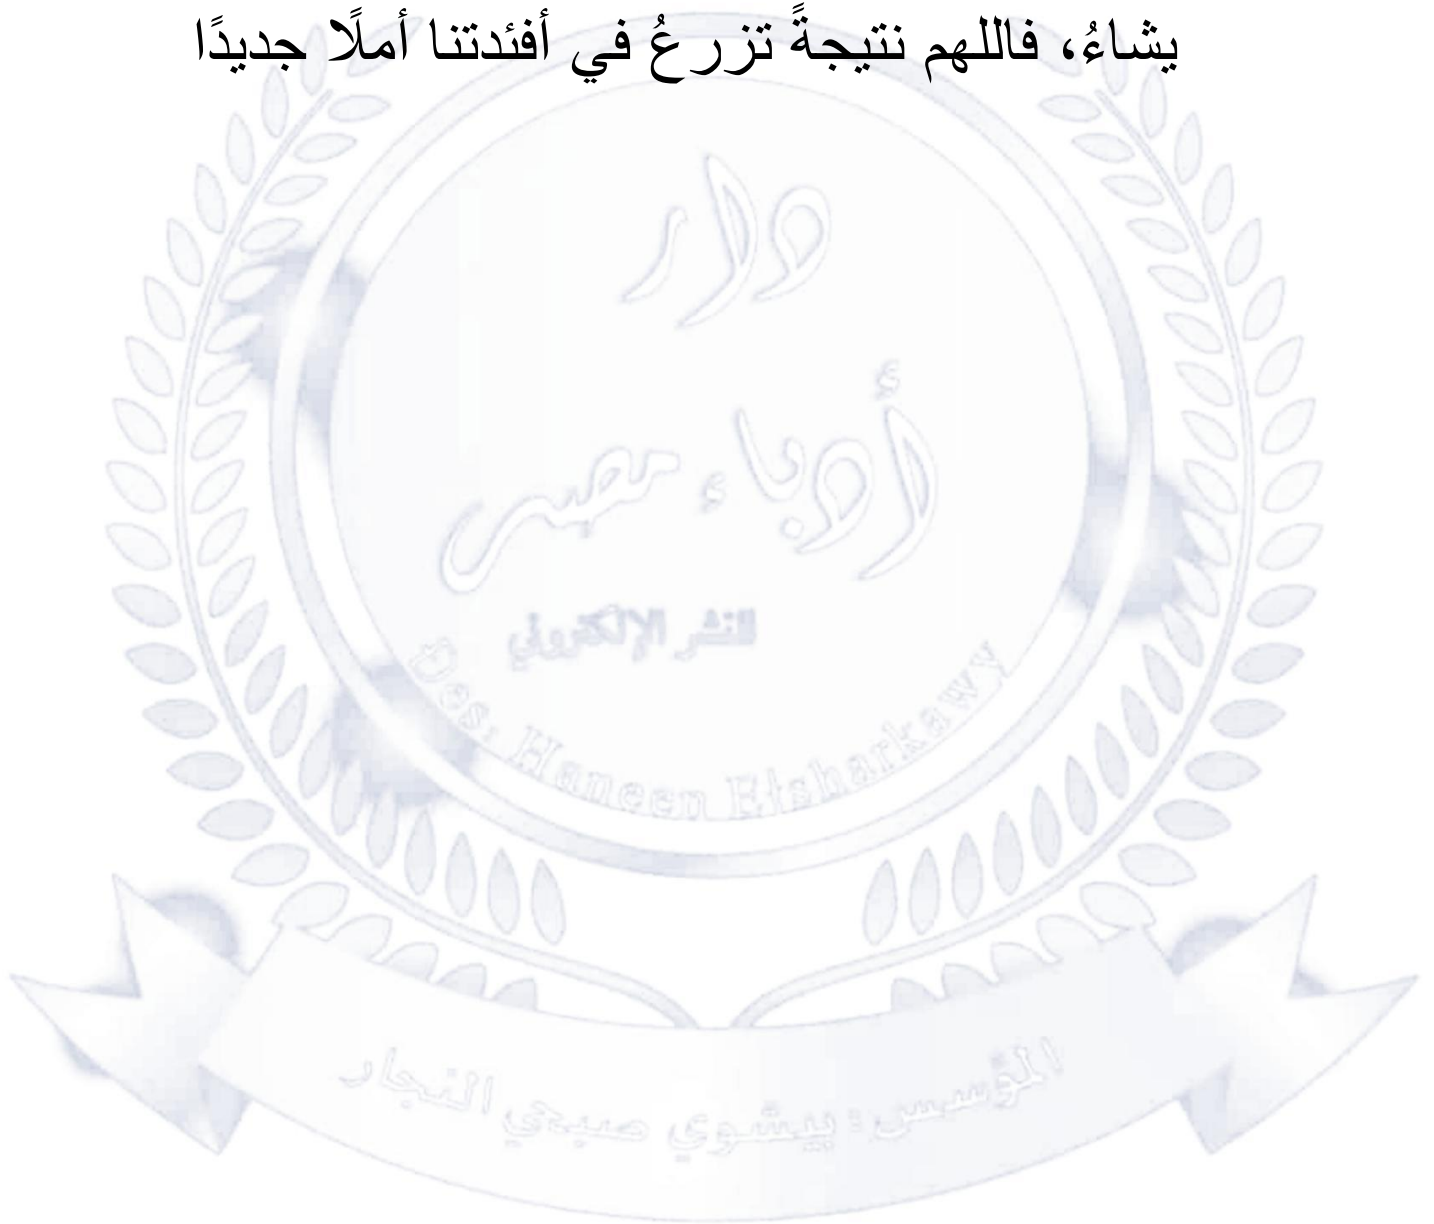 يشاءُ، فاللهم نتيجةً تزرعُ في أفئدتنا أملًا جديدًا
دار
أدباء مصر
للنشر الإلكتروني
Des: Haneen Elsharkawy
المؤسس: بيشوي صبحي النجار